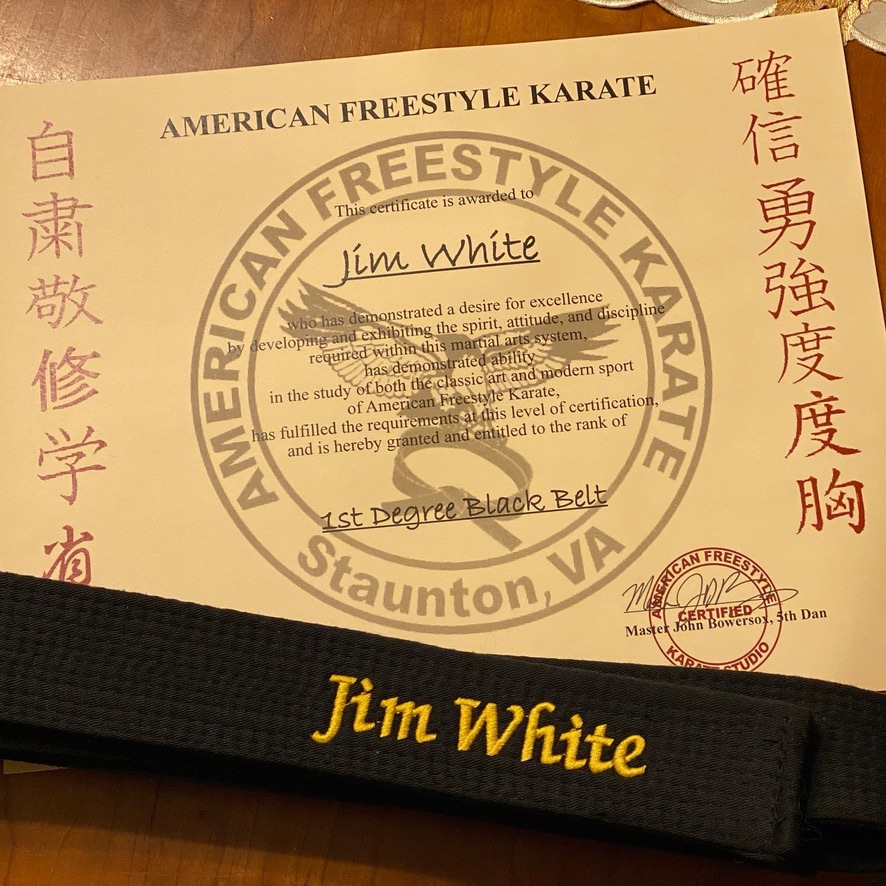 AMERICAN FREESTYLE KARATE
This certificate is awarded to
Jim White
who has demonstrated a desire for excellence
by developing and exhibiting the spirit, attitude, and discipline
required within this martial arts system,
has demonstrated ability
in the study of both the classic art and modern sport
of American Freestyle Karate,
has fulfilled the requirements at this level of certification,
and is hereby granted and entitled to the rank of
1st Degree Black Belt
AMERICAN FREESTYLE KARATE
Staunton, VA
自肅敬修学省
確信勇強度度胸
AMERICAN FREESTYLE
CERTIFIED
KARATE STUDIO
Master John Bowersox, 5th Dan
Jim White